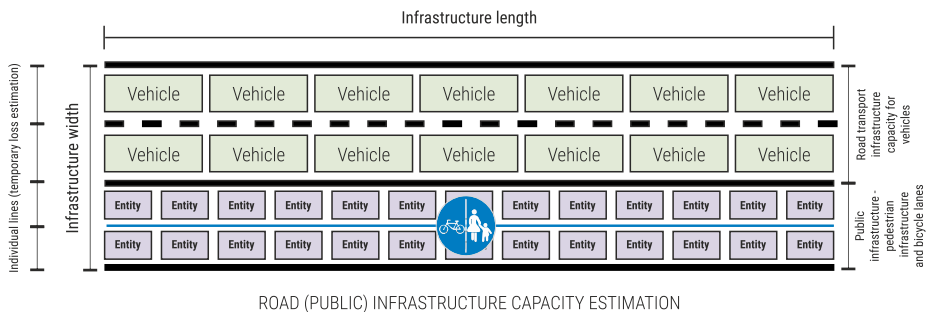 Infrastructure length
Individual lines (temporary loss estimation)
Infrastructure width
Vehicle Vehicle Vehicle Vehicle Vehicle Vehicle Vehicle
Vehicle Vehicle Vehicle Vehicle Vehicle Vehicle Vehicle
Entity Entity Entity Entity Entity Entity Entity Entity Entity Entity Entity Entity
Entity Entity Entity Entity Entity Entity Entity Entity Entity Entity Entity Entity
Road transport
infrastructure
capacity for
vehicles
Public
infrastructure -
pedestrian
infrastructure
and bicycle lanes
ROAD (PUBLIC) INFRASTRUCTURE CAPACITY ESTIMATION